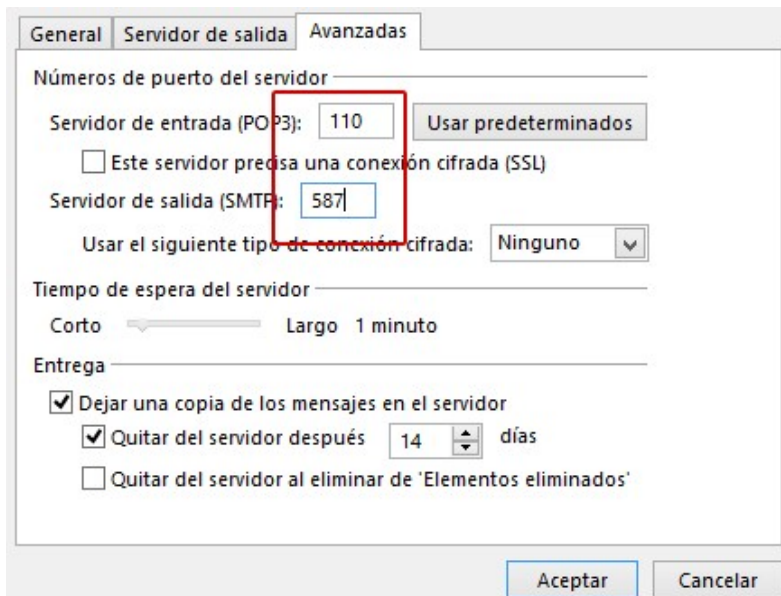 General Servidor de salida Avanzadas
Números de puerto del servidor
Servidor de entrada (POP3): 110 Usar predeterminados
Este servidor precisa una conexión cifrada (SSL)
Servidor de salida (SMTP): 587
Usar el siguiente tipo de conexión cifrada: Ninguno
Tiempo de espera del servidor
Corto Largo 1 minuto
Entrega
Dejar una copia de los mensajes en el servidor
Quitar del servidor después 14 días
Quitar del servidor al eliminar de 'Elementos eliminados'
Aceptar Cancelar